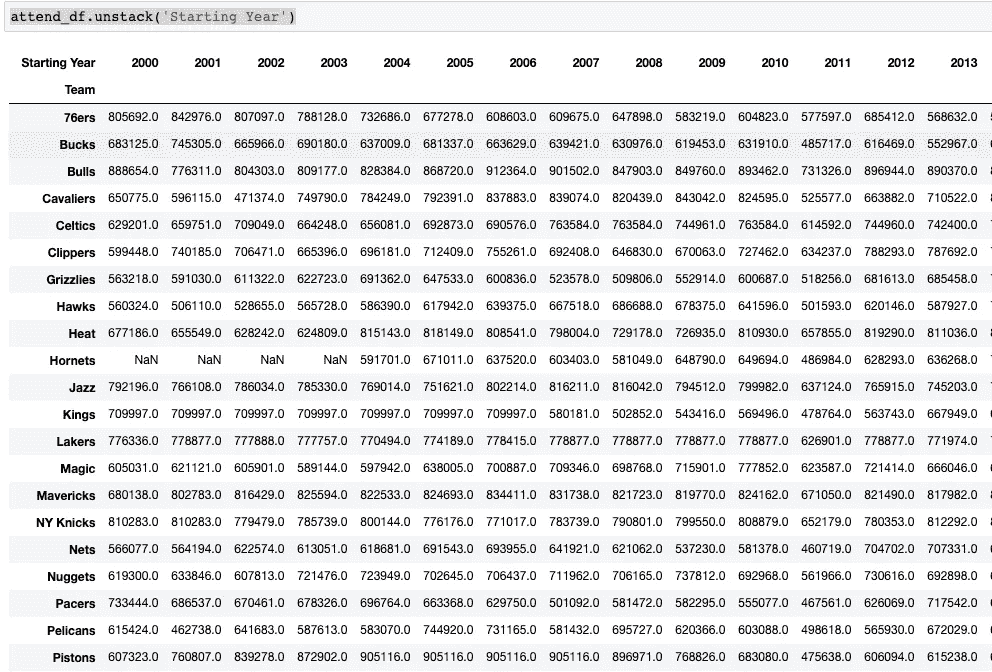 attend_df.unstack('Starting Year')
Starting Year 2000 2001 2002 2003 2004 2005 2006 2007 2008 2009 2010 2011 2012 2013
Team
76ers 805692.0 842976.0 807097.0 788128.0 732686.0 677278.0 608603.0 609675.0 647898.0 583219.0 604823.0 577597.0 685412.0 568632.0
Bucks 683125.0 745305.0 665966.0 690180.0 637009.0 681337.0 663629.0 639421.0 630976.0 619453.0 631910.0 485717.0 616469.0 552967.0
Bulls 888654.0 776311.0 804303.0 809177.0 828384.0 868720.0 912364.0 901502.0 847903.0 849760.0 893462.0 731326.0 896944.0 890370.0
Cavaliers 650775.0 596115.0 471374.0 749790.0 784249.0 792391.0 837883.0 839074.0 820439.0 843042.0 824595.0 525577.0 663882.0 710522.0
Celtics 629201.0 659751.0 709049.0 664248.0 656081.0 692873.0 690576.0 763584.0 763584.0 744961.0 763584.0 614592.0 744960.0 742400.0
Clippers 599448.0 740185.0 706471.0 665396.0 696181.0 712409.0 755261.0 692408.0 646830.0 670063.0 727462.0 634237.0 788293.0 787692.0
Grizzlies 563218.0 591030.0 611322.0 622723.0 691362.0 647533.0 600836.0 523578.0 509806.0 552914.0 600687.0 518256.0 681613.0 685458.0
Hawks 560324.0 506110.0 528655.0 565728.0 586390.0 617942.0 639375.0 667518.0 686688.0 678375.0 641596.0 501593.0 620146.0 587927.0
Heat 677186.0 655549.0 628242.0 624809.0 815143.0 818149.0 808541.0 798004.0 729178.0 726935.0 810930.0 657855.0 819290.0 811036.0
Hornets NaN NaN NaN NaN 591701.0 671011.0 637520.0 603403.0 581049.0 648790.0 649694.0 486984.0 628293.0 636268.0
Jazz 792196.0 766108.0 786034.0 785330.0 769014.0 751621.0 802214.0 816211.0 816042.0 794512.0 799982.0 637124.0 765915.0 745203.0
Kings 709997.0 709997.0 709997.0 709997.0 709997.0 709997.0 709997.0 580181.0 502852.0 543416.0 569496.0 478764.0 563743.0 667949.0
Lakers 776336.0 778877.0 777888.0 777757.0 770494.0 774189.0 778415.0 778877.0 778877.0 778877.0 778877.0 626901.0 778877.0 771974.0
Magic 605031.0 621121.0 605901.0 589144.0 597942.0 638005.0 700887.0 709346.0 698768.0 715901.0 777852.0 623587.0 721414.0 666046.0
Mavericks 680138.0 802783.0 816429.0 825594.0 822533.0 824693.0 834411.0 831738.0 821723.0 819770.0 824162.0 671050.0 821490.0 817982.0
NY Knicks 810283.0 810283.0 779479.0 785739.0 800144.0 776176.0 771017.0 783739.0 790801.0 799550.0 808879.0 652179.0 780353.0 812292.0
Nets 566077.0 564194.0 622574.0 613051.0 618681.0 691543.0 693955.0 641921.0 621062.0 537230.0 581378.0 460719.0 704702.0 707331.0
Nuggets 619300.0 633846.0 607813.0 721476.0 723949.0 702645.0 706437.0 711962.0 706165.0 737812.0 692968.0 561966.0 730616.0 692898.0
Pacers 733444.0 686537.0 670461.0 678326.0 696764.0 663368.0 629750.0 501092.0 581472.0 582295.0 555077.0 467561.0 626069.0 717542.0
Pelicans 615424.0 462738.0 641683.0 587613.0 583070.0 744920.0 731165.0 581432.0 695727.0 620366.0 603088.0 498618.0 565930.0 672029.0
Pistons 607323.0 760807.0 839278.0 872902.0 905116.0 905116.0 905116.0 905116.0 896971.0 768826.0 683080.0 475638.0 606094.0 615238.0